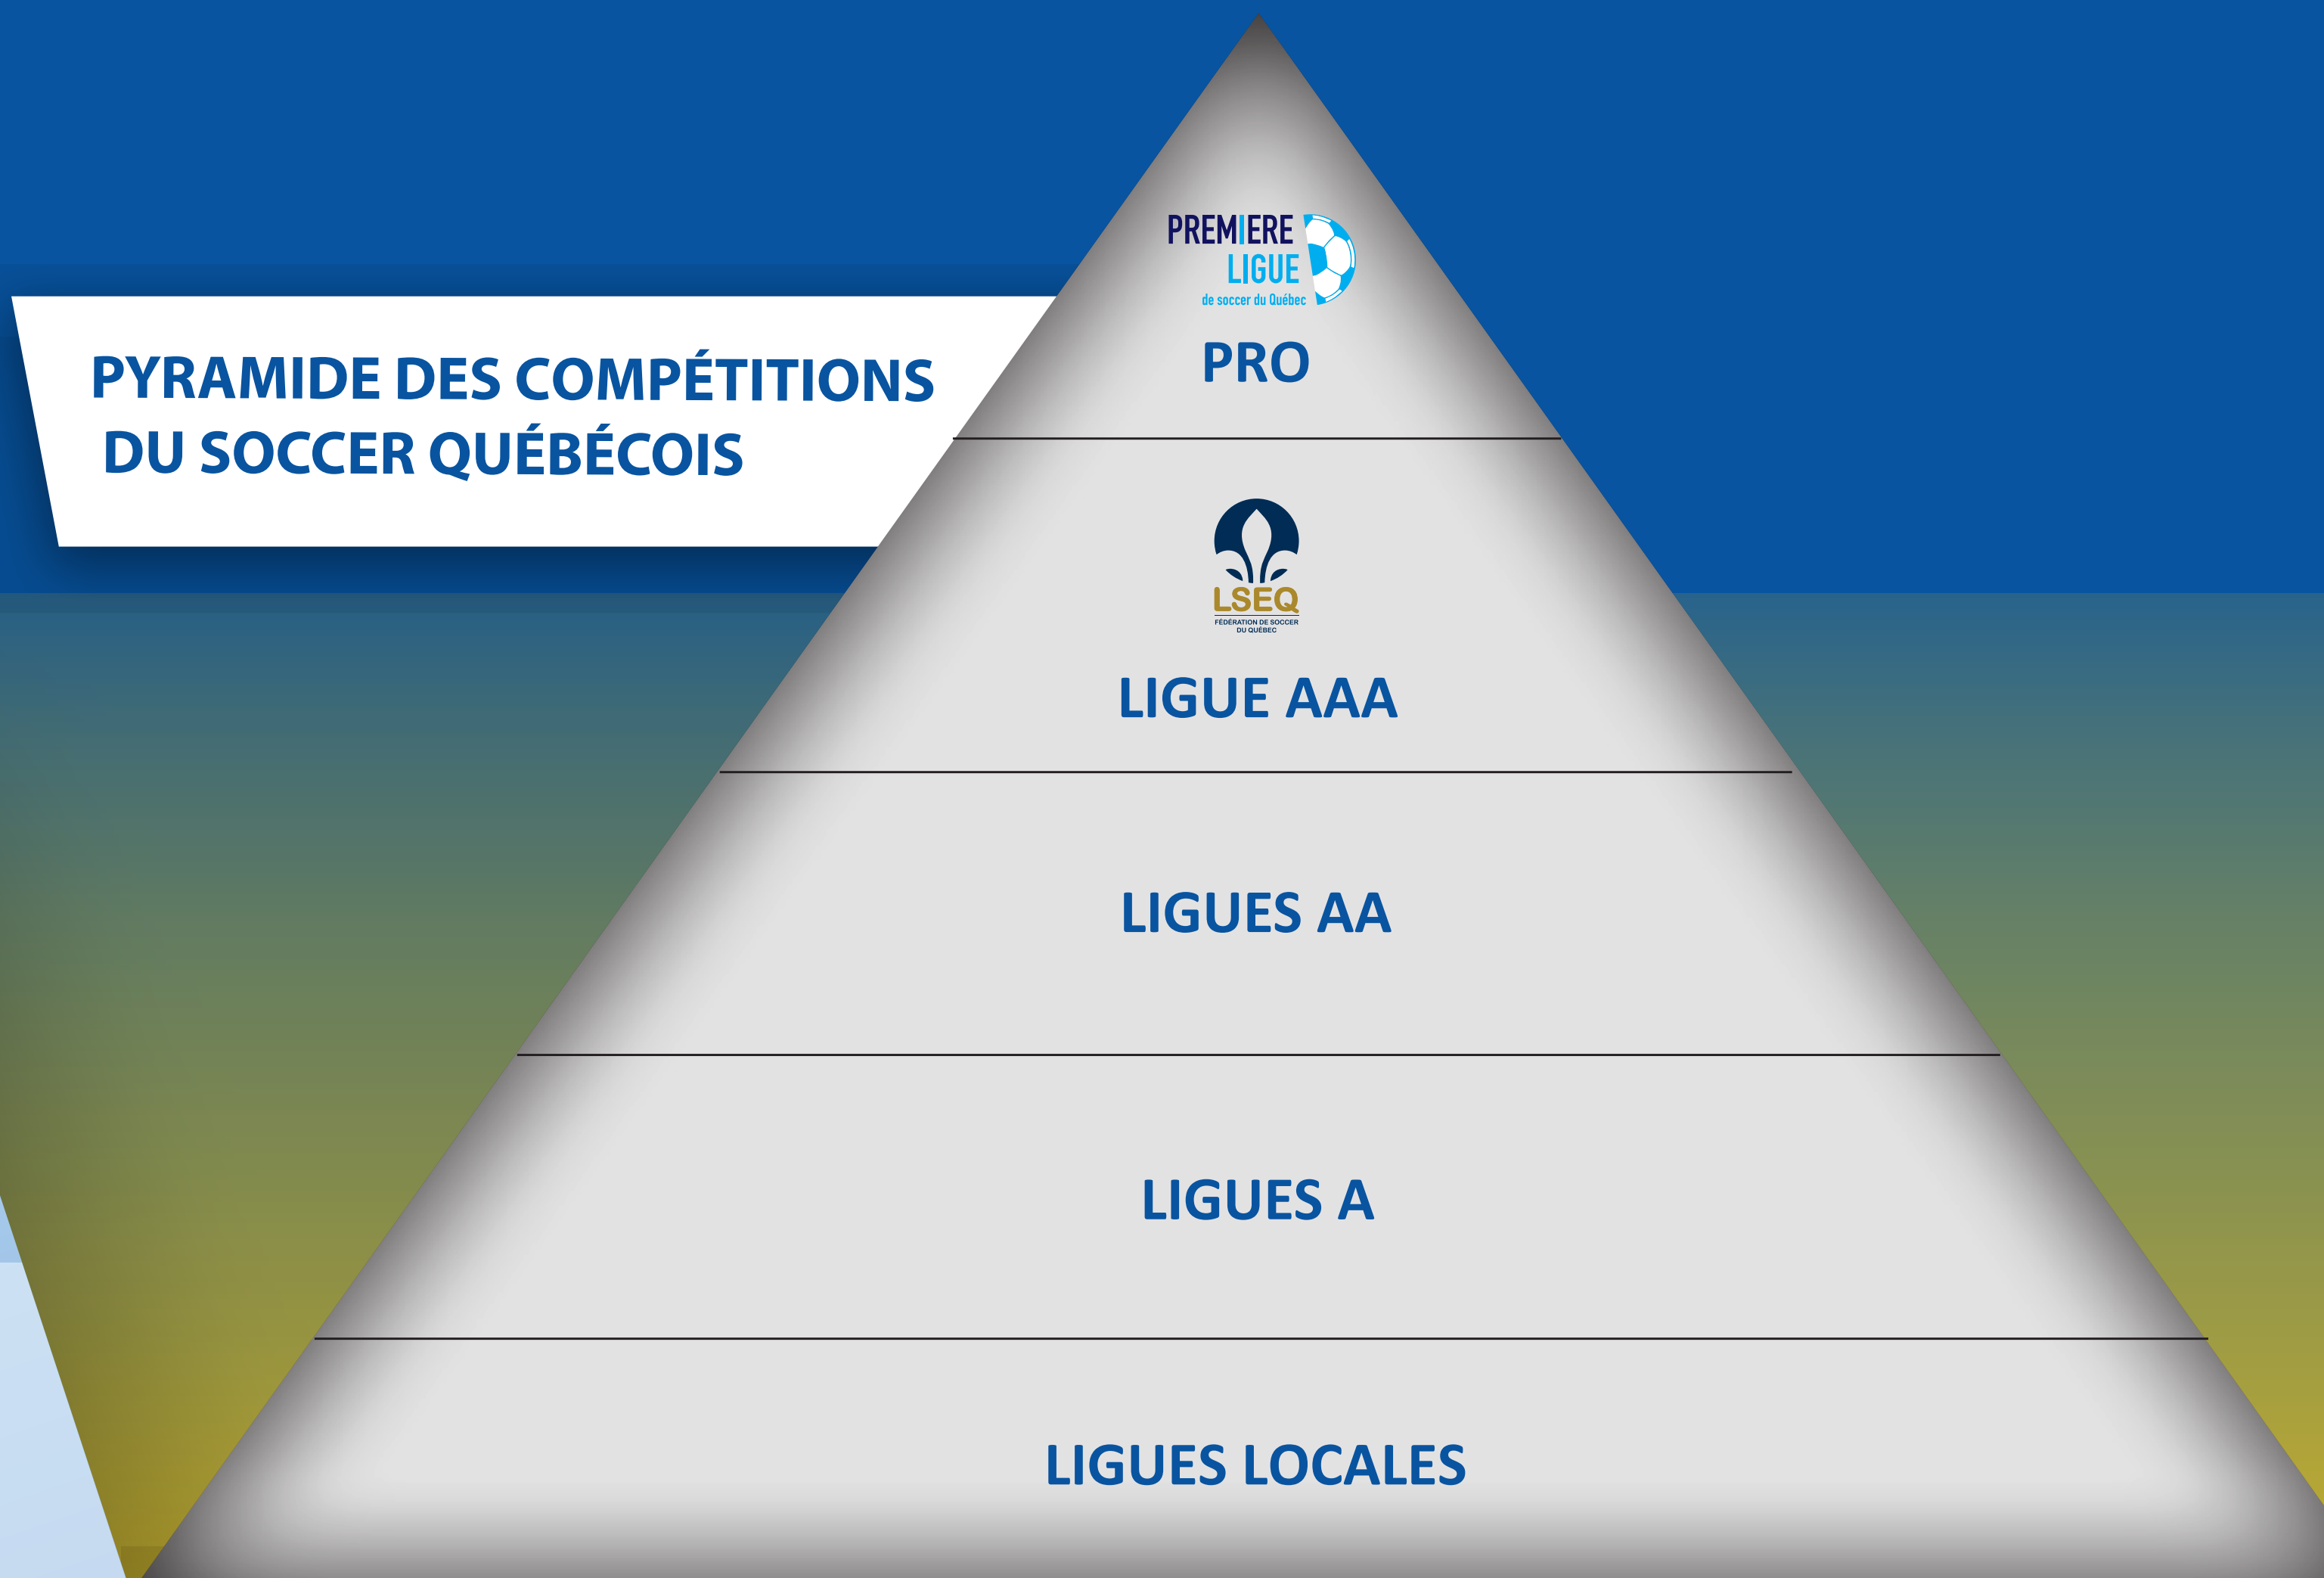 PREMIERE
LIGUE
de soccer du Québec
PRO
PYRAMIDE DES COMPÉTITIONS
DU SOCCER QUÉBÉCOIS
LSEQ
FÉDÉRATION DE SOCCER
DU QUÉBEC
LIGUE AAA
LIGUES AA
LIGUES A
LIGUES LOCALES